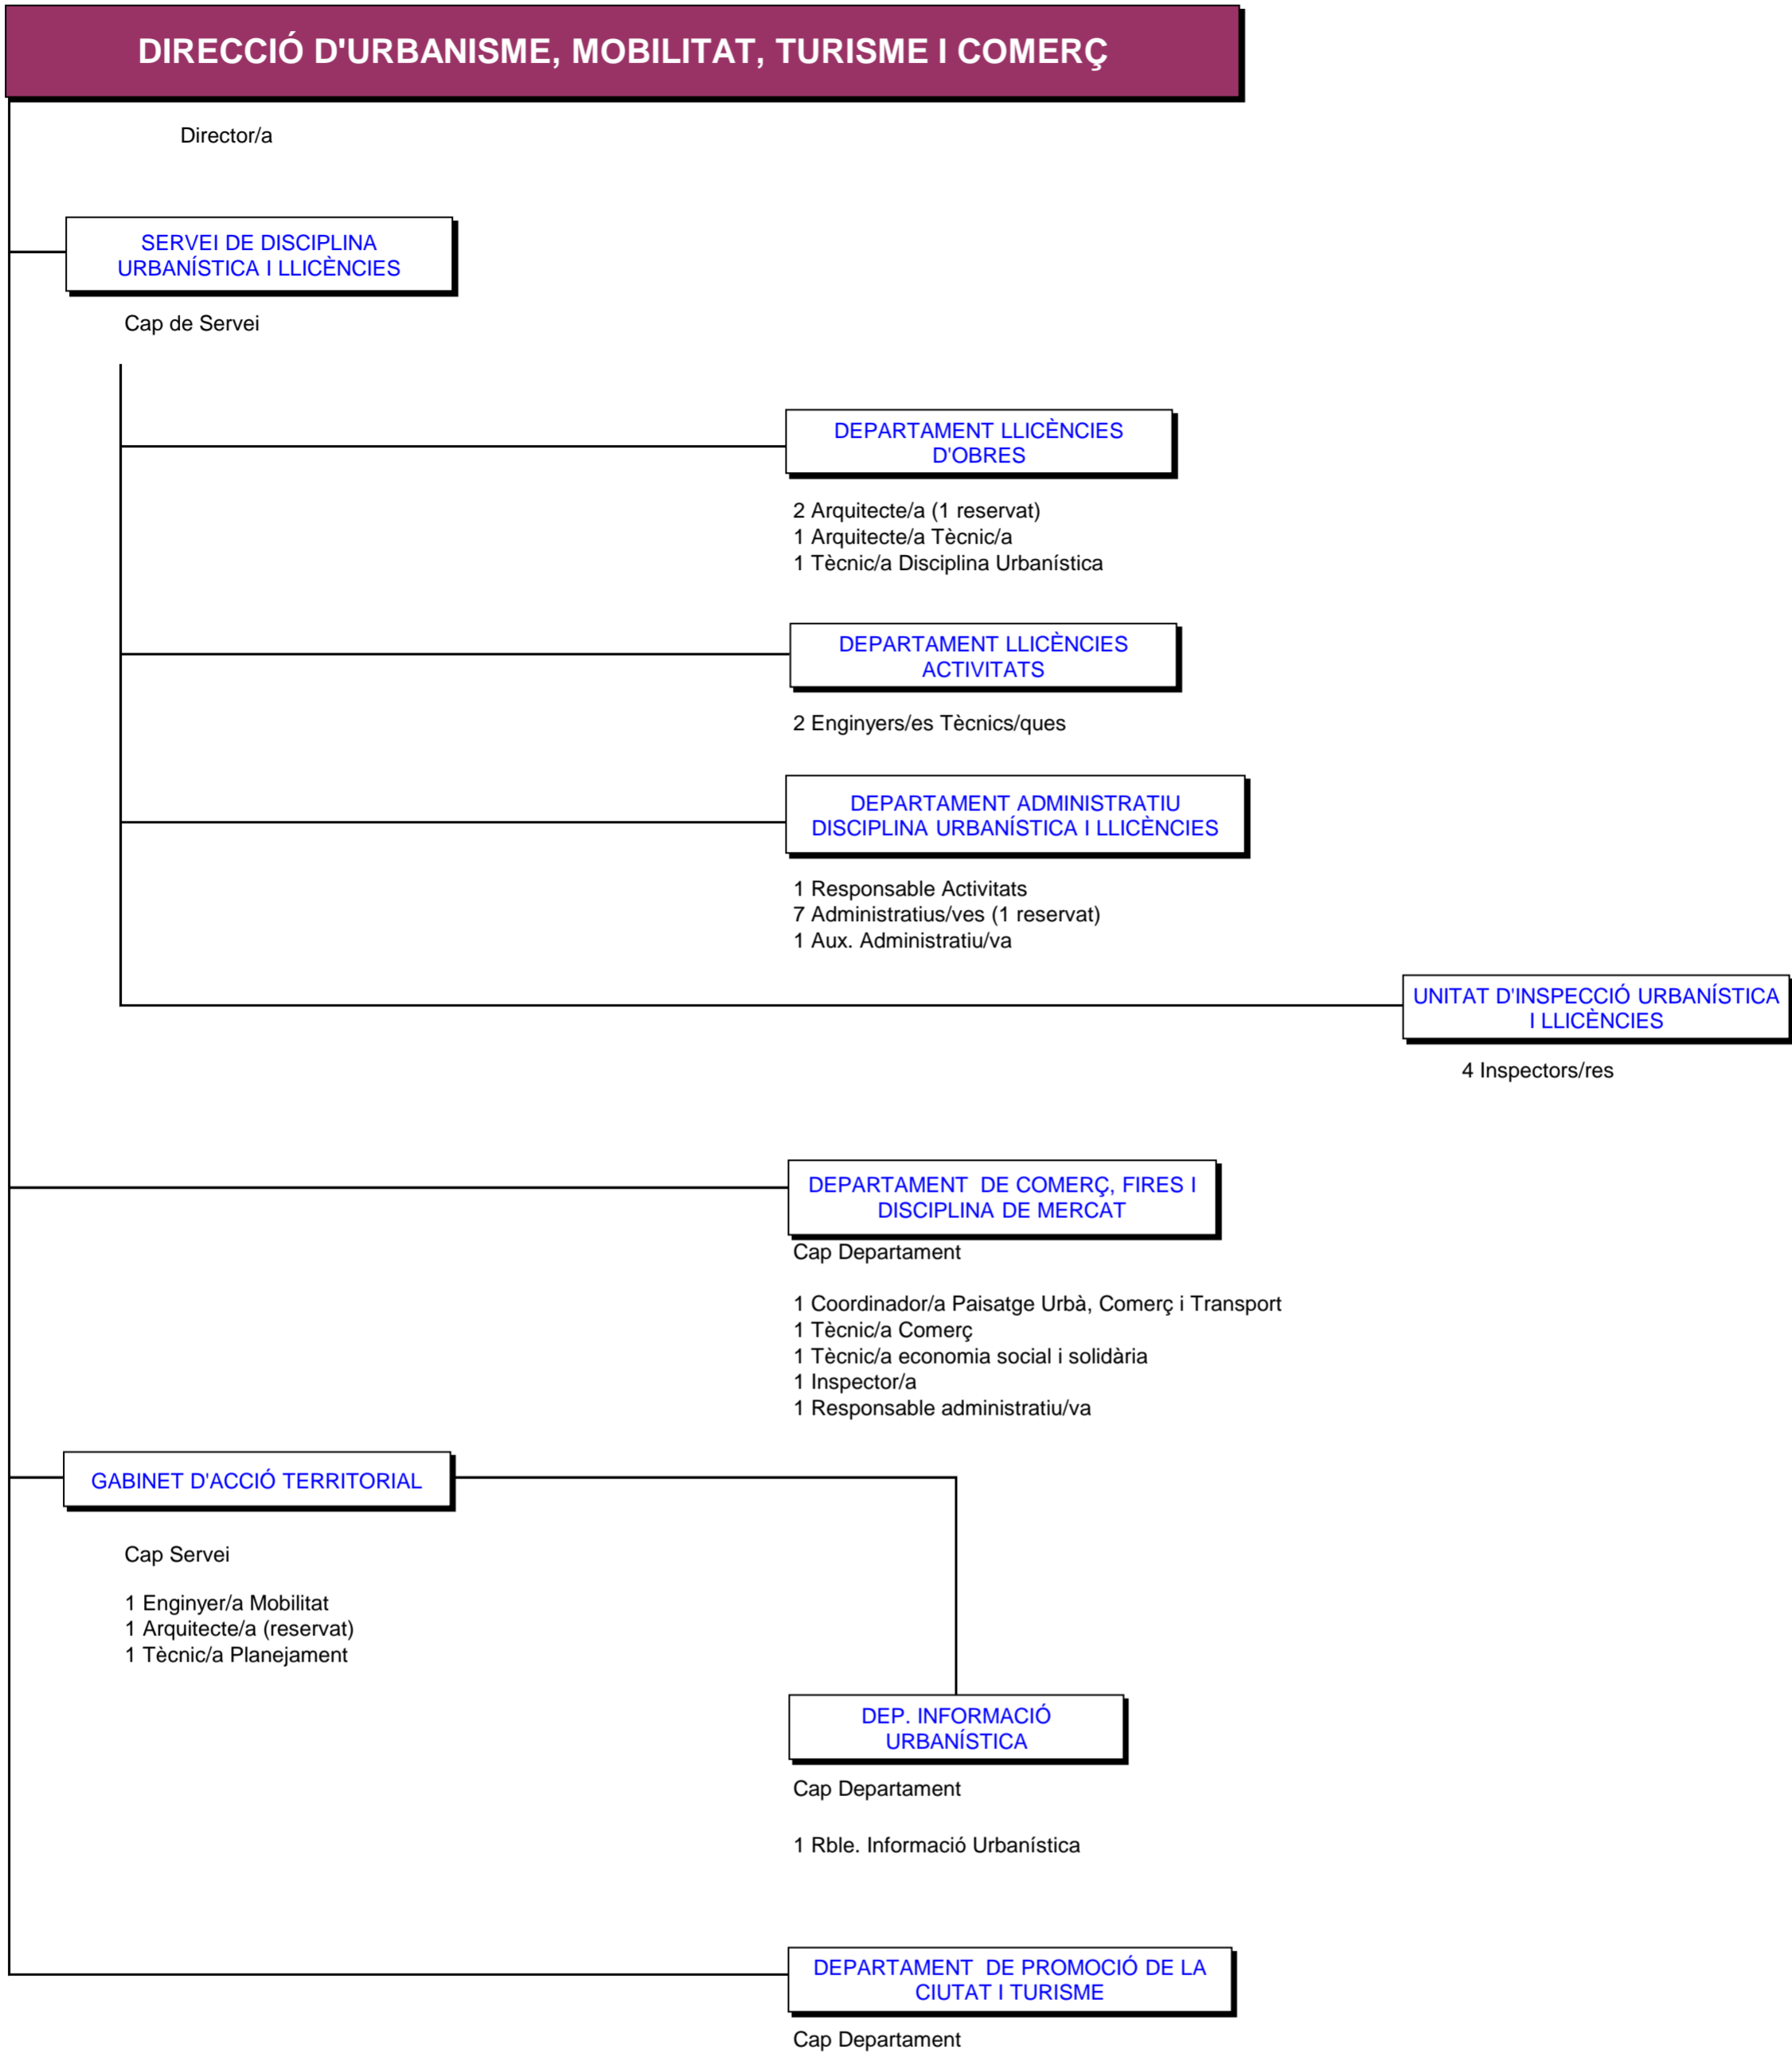 DIRECCIÓ D'URBANISME, MOBILITAT, TURISME I COMERÇ
Director/a
SERVEI DE DISCIPLINA
URBANÍSTICA I LLICÈNCIES
Cap de Servei
DEPARTAMENT LLICÈNCIES
D'OBRES
2 Arquitecte/a (1 reservat)
1 Arquitecte/a Tècnic/a
1 Tècnic/a Disciplina Urbanística
DEPARTAMENT LLICÈNCIES
ACTIVITATS
2 Enginyers/es Tècnics/ques
DEPARTAMENT ADMINISTRATIU
DISCIPLINA URBANÍSTICA I LLICÈNCIES
1 Responsable Activitats
7 Administratius/ves (1 reservat)
1 Aux. Administratiu/va
UNITAT D'INSPECCIÓ URBANÍSTICA
I LLICÈNCIES
4 Inspectors/res
DEPARTAMENT  DE COMERÇ, FIRES I
DISCIPLINA DE MERCAT
Cap Departament
1 Coordinador/a Paisatge Urbà, Comerç i Transport
1 Tècnic/a Comerç
1 Tècnic/a economia social i solidària
1 Inspector/a
1 Responsable administratiu/va
GABINET D'ACCIÓ TERRITORIAL
Cap Servei
1 Enginyer/a Mobilitat
1 Arquitecte/a (reservat)
1 Tècnic/a Planejament
DEP. INFORMACIÓ
URBANÍSTICA
Cap Departament
1 Rble. Informació Urbanística
DEPARTAMENT  DE PROMOCIÓ DE LA
CIUTAT I TURISME
Cap Departament